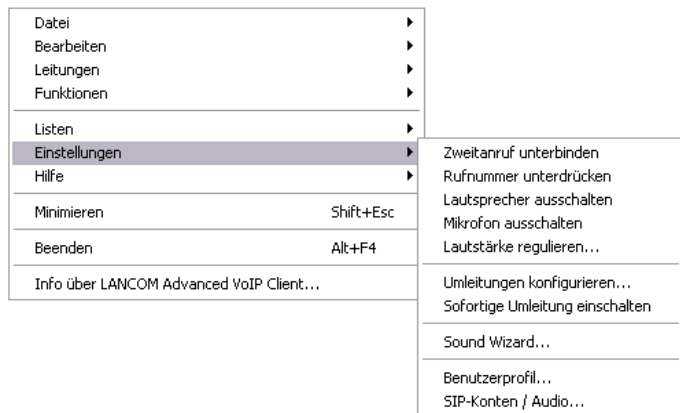 Datei
Bearbeiten
Leitungen
Funktionen
Listen
Einstellungen
Hilfe
Minimieren Shift+Esc
Beenden Alt+F4
Info über LANCOM Advanced VoIP Client...
Zweitanruf unterbinden
Rufnummer unterdrücken
Lautsprecher ausschalten
Mikrofon ausschalten
Lautstärke regulieren...
Umleitungen konfigurieren...
Sofortige Umleitung einschalten
Sound Wizard...
Benutzerprofil...
SIP-Konten / Audio...